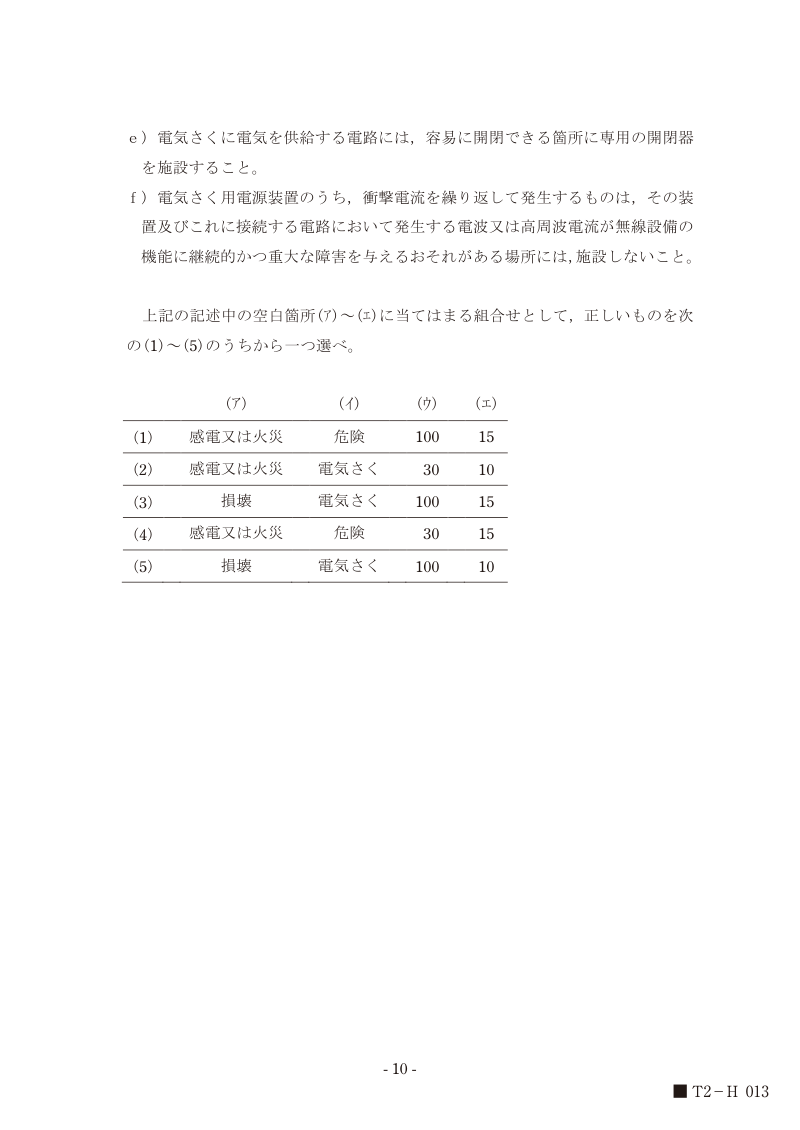 e）電気さくに電気を供給する電路には，容易に開閉できる箇所に専用の開閉器
を施設すること。
f）電気さく用電源装置のうち，衝撃電流を繰り返して発生するものは，その装
置及びこれに接続する電路において発生する電波又は高周波電流が無線設備の
機能に継続的かつ重大な障害を与えるおそれがある場所には，施設しないこと。
上記の記述中の空白箇所(ｱ)～(ｴ)に当てはまる組合せとして，正しいものを次
の(1)～(5)のうちから一つ選べ。
(ｱ) (ｲ) (ｳ) (ｴ)
(1) 感電又は火災 危険 100 15
(2) 感電又は火災 電気さく 30 10
(3) 損壊 電気さく 100 15
(4) 感電又は火災 危険 30 15
(5) 損壊 電気さく 100 10
- 10 -
■ T2－H 013